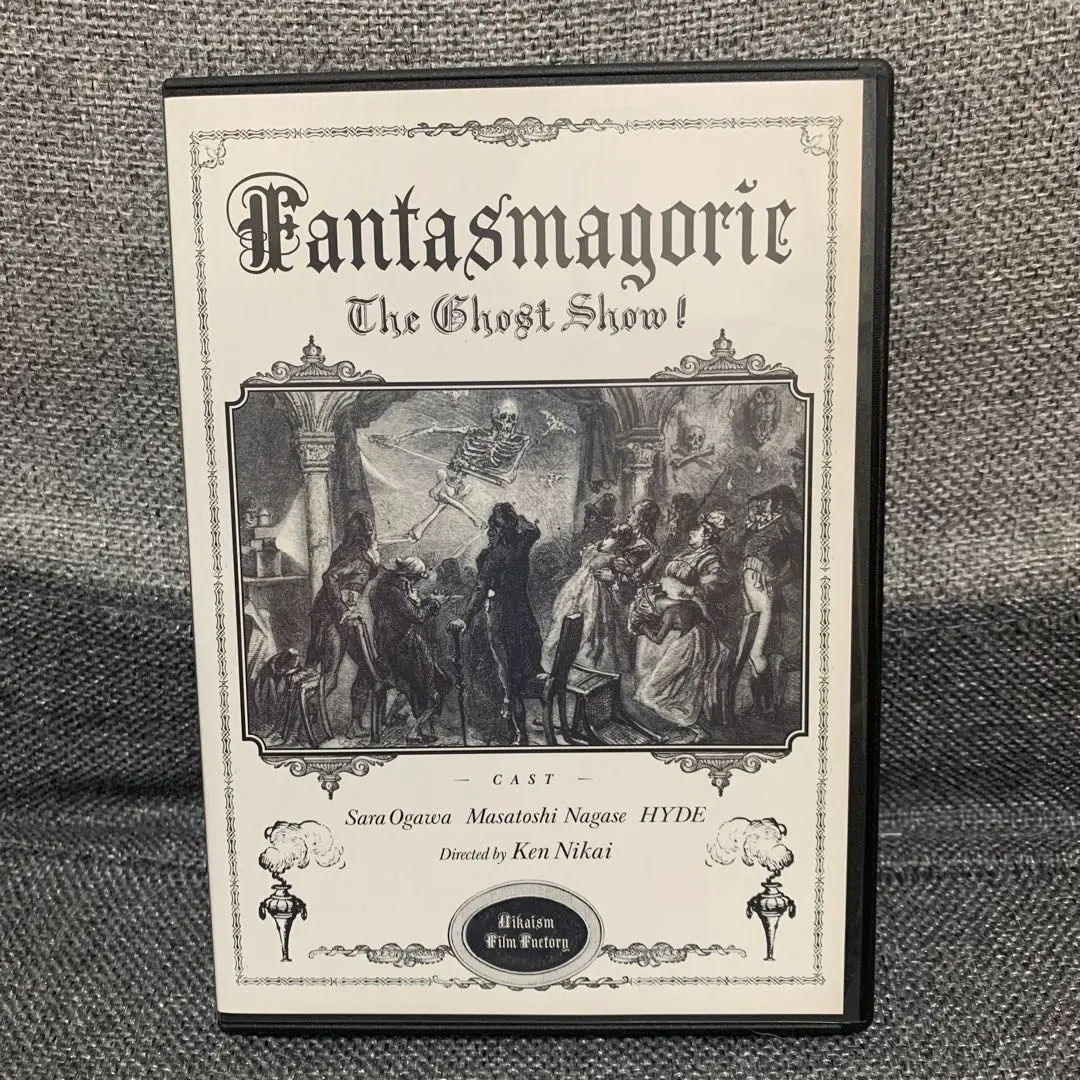 Fantasmagorie
The Ghost Show!
— CAST —
Sara Ogawa Masatoshi Nagase HYDE
Directed by Ken Nikai
Nikaism
Film Factory